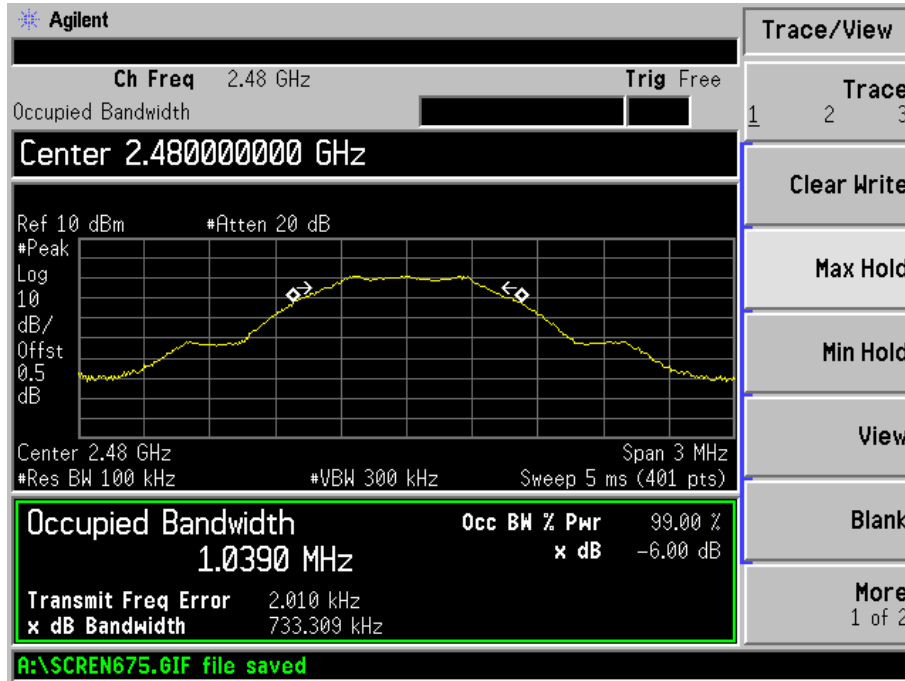 Agilent
Trace/View
Ch Freq 2.48 GHz Trig Free
Occupied Bandwidth
Trace
1 2 3
Center 2.480000000 GHz
Clear Write
Ref 10 dBm #Atten 20 dB
#Peak
Log
10
dB/
Offst
0.5
dB
Max Hold
Min Hold
Center 2.48 GHz Span 3 MHz
#Res BW 100 kHz #VBW 300 kHz Sweep 5 ms (401 pts)
View
Occupied Bandwidth Occ BW % Pwr 99.00 %
1.0390 MHz x dB -6.00 dB
Blank
Transmit Freq Error 2.010 kHz
x dB Bandwidth 733.309 kHz
More
1 of 2
A:\SCREN675.GIF file saved